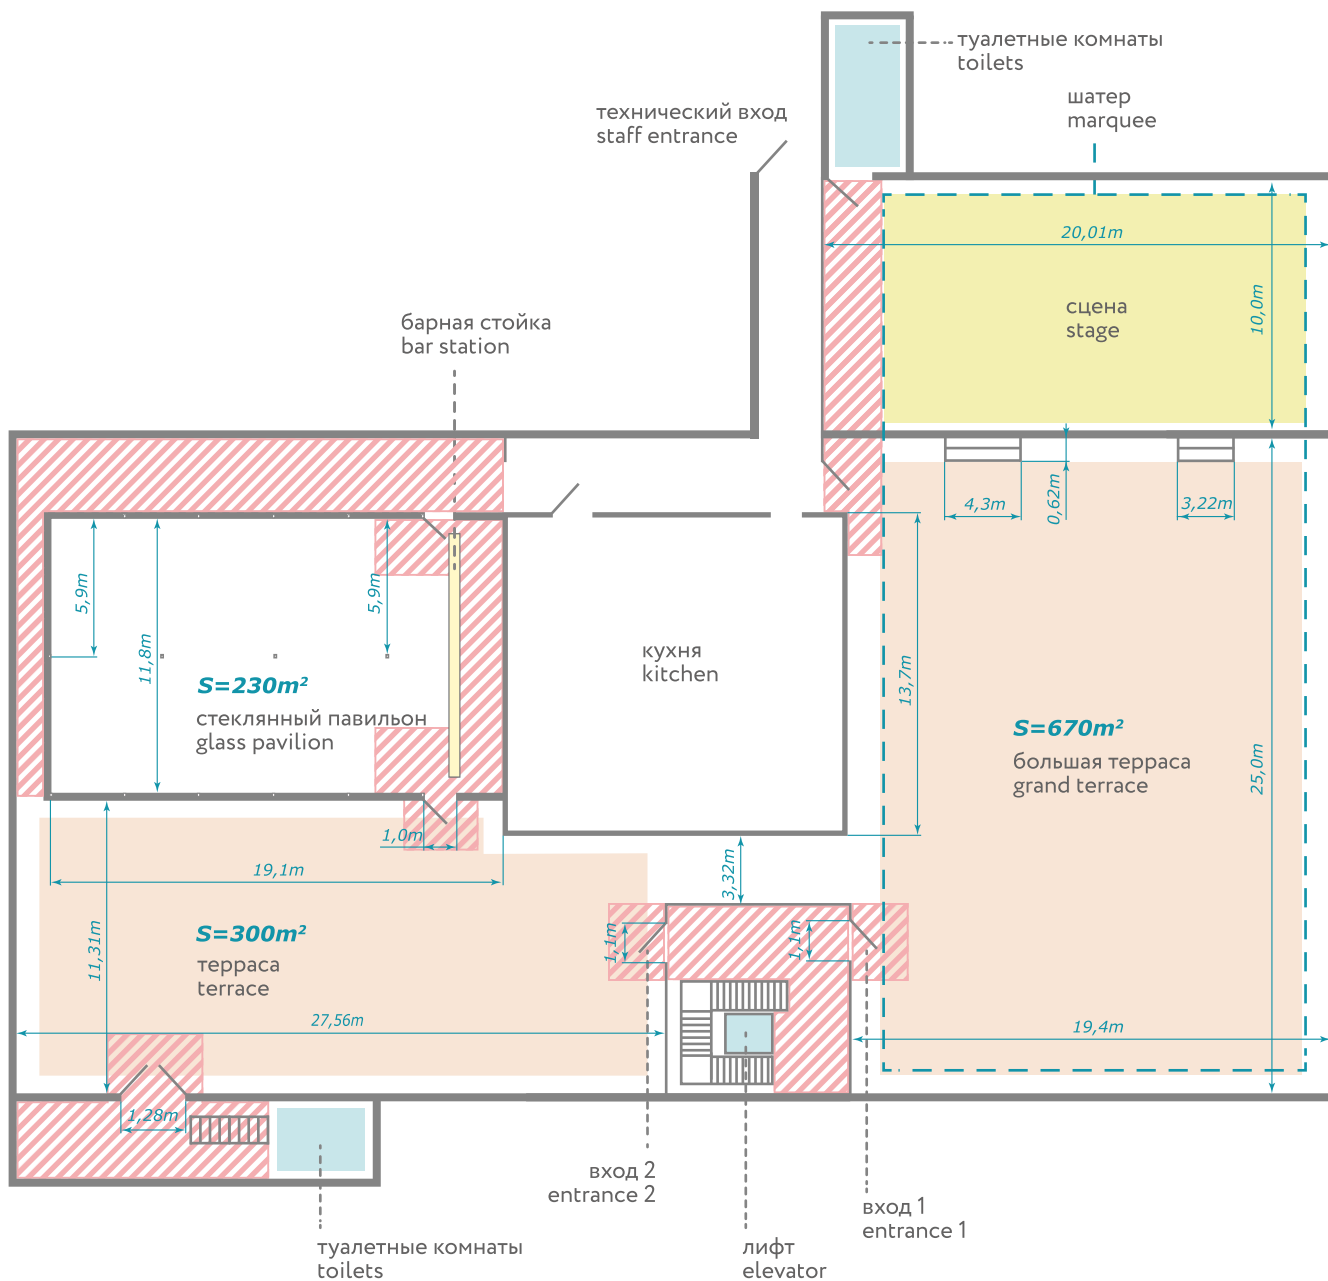 туалетные комнаты
toilets
шатер
marquee
технический вход
staff entrance
20,01m
10,0m
сцена
stage
барная стойка
bar station
4,3m
0,62m
3,22m
5,9m
5,9m
11,8m
S=230m²
стеклянный павильон
glass pavilion
кухня
kitchen
13,7m
S=670m²
большая терраса
grand terrace
25,0m
1,0m
19,1m
3,32m
11,31m
S=300m²
терраса
terrace
1,1m
1,1m
27,56m
19,4m
1,28m
вход 2
entrance 2
вход 1
entrance 1
туалетные комнаты
toilets
лифт
elevator